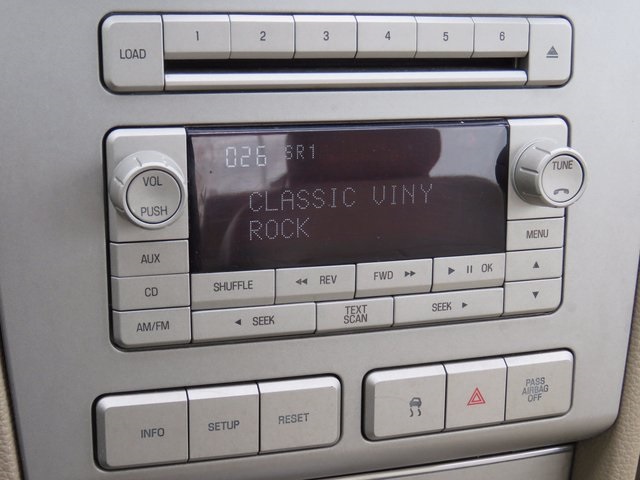 LOAD
1 2 3 4 5 6
026 SR1
CLASSIC VINY
ROCK
VOL
PUSH
TUNE
AUX
CD
AM/FM
MENU
SHUFFLE REV FWD OK
SEEK TEXT SCAN SEEK
INFO SETUP RESET
PASS
AIRBAG
OFF